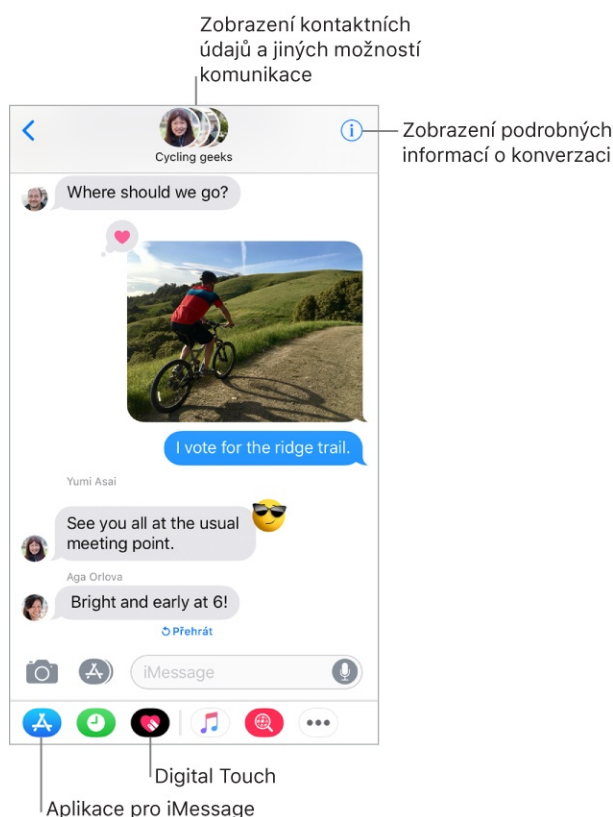 Zobrazení kontaktních
údajů a jiných možností
komunikace
Cycling geeks
Zobrazení podrobných
informací o konverzaci
Where should we go?
I vote for the ridge trail.
Yumi Asai
See you all at the usual
meeting point.
Aga Orlova
Bright and early at 6!
Přehrát
iMessage
Digital Touch
Aplikace pro iMessage